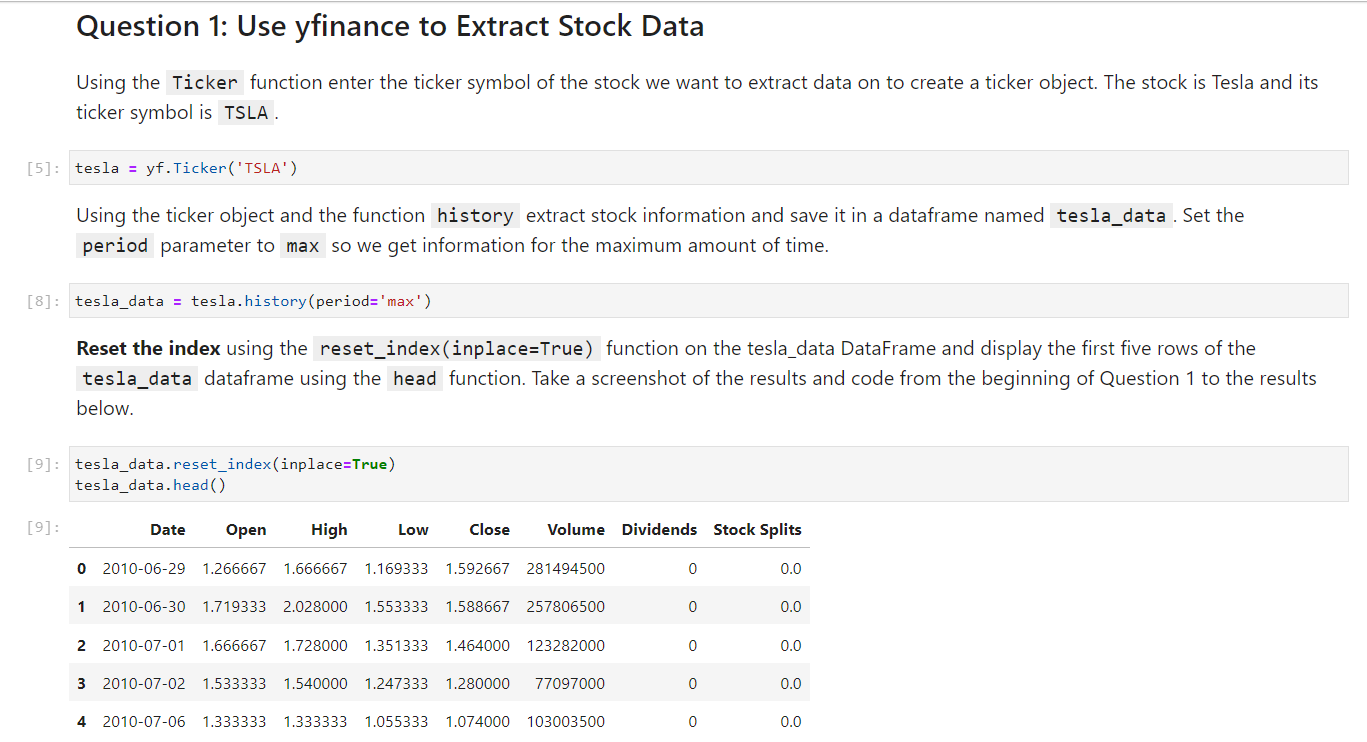 Question 1: Use yfinance to Extract Stock Data
Using the Ticker function enter the ticker symbol of the stock we want to extract data on to create a ticker object. The stock is Tesla and its
ticker symbol is TSLA.
[5]: tesla = yf.Ticker('TSLA')
Using the ticker object and the function history extract stock information and save it in a dataframe named tesla_data. Set the
period parameter to max so we get information for the maximum amount of time.
[8]: tesla_data = tesla.history(period='max')
Reset the index using the reset_index(inplace=True) function on the tesla_data DataFrame and display the first five rows of the
tesla_data dataframe using the head function. Take a screenshot of the results and code from the beginning of Question 1 to the results
below.
[9]: tesla_data.reset_index(inplace=True)
tesla_data.head()
[9]: Date Open High Low Close Volume Dividends Stock Splits
0 2010-06-29 1.266667 1.666667 1.169333 1.592667 281494500 0 0.0
1 2010-06-30 1.719333 2.028000 1.553333 1.588667 257806500 0 0.0
2 2010-07-01 1.666667 1.728000 1.351333 1.464000 123282000 0 0.0
3 2010-07-02 1.533333 1.540000 1.247333 1.280000 77097000 0 0.0
4 2010-07-06 1.333333 1.333333 1.055333 1.074000 103003500 0 0.0